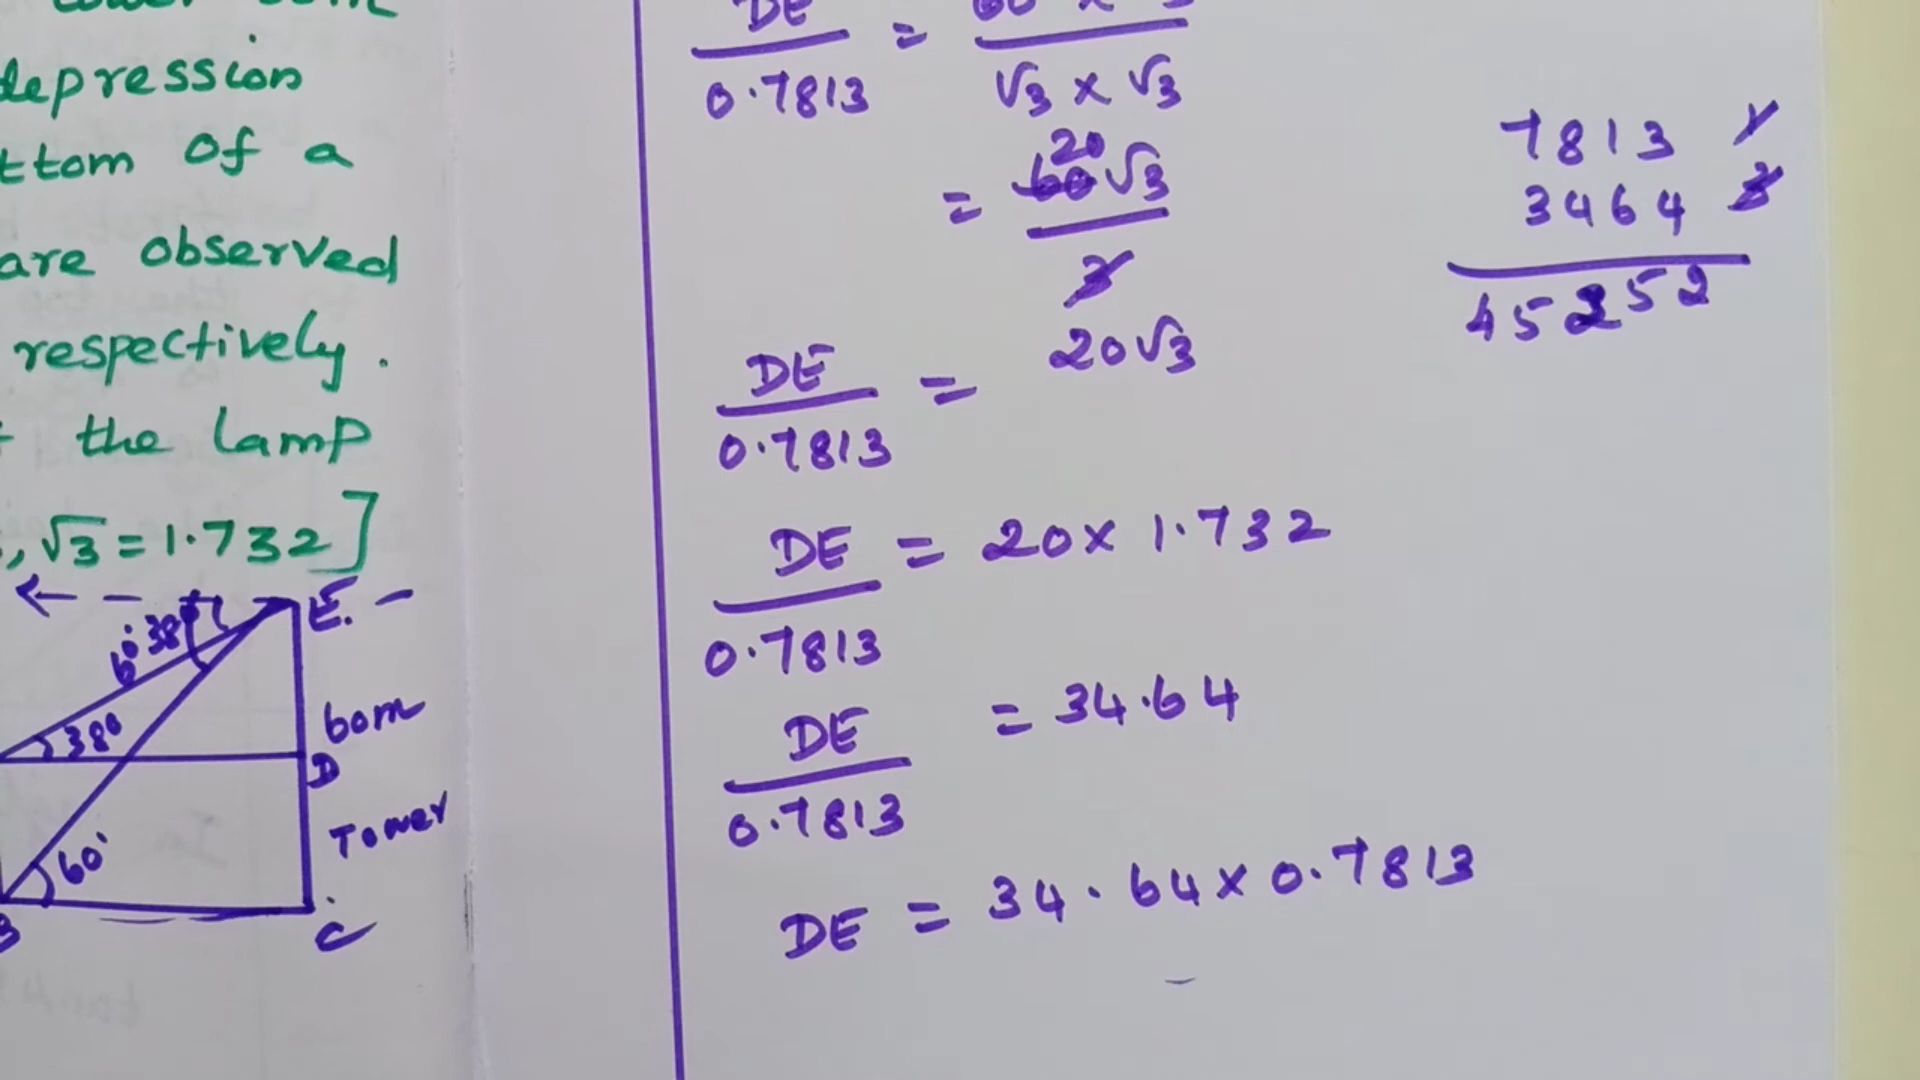 depression
of a
are observed
respectively.
the lamp
√3 = 1.732]
E.
60° 38°
38°
60m
D
Tower
60°
C
DE/0.7813 = /√3 × √3
= 60√3/3
20
DE/0.7813 = 20√3
DE/0.7813 = 20 × 1.732
DE/0.7813 = 34.64
DE = 34.64 × 0.7813
7813
3464
45252